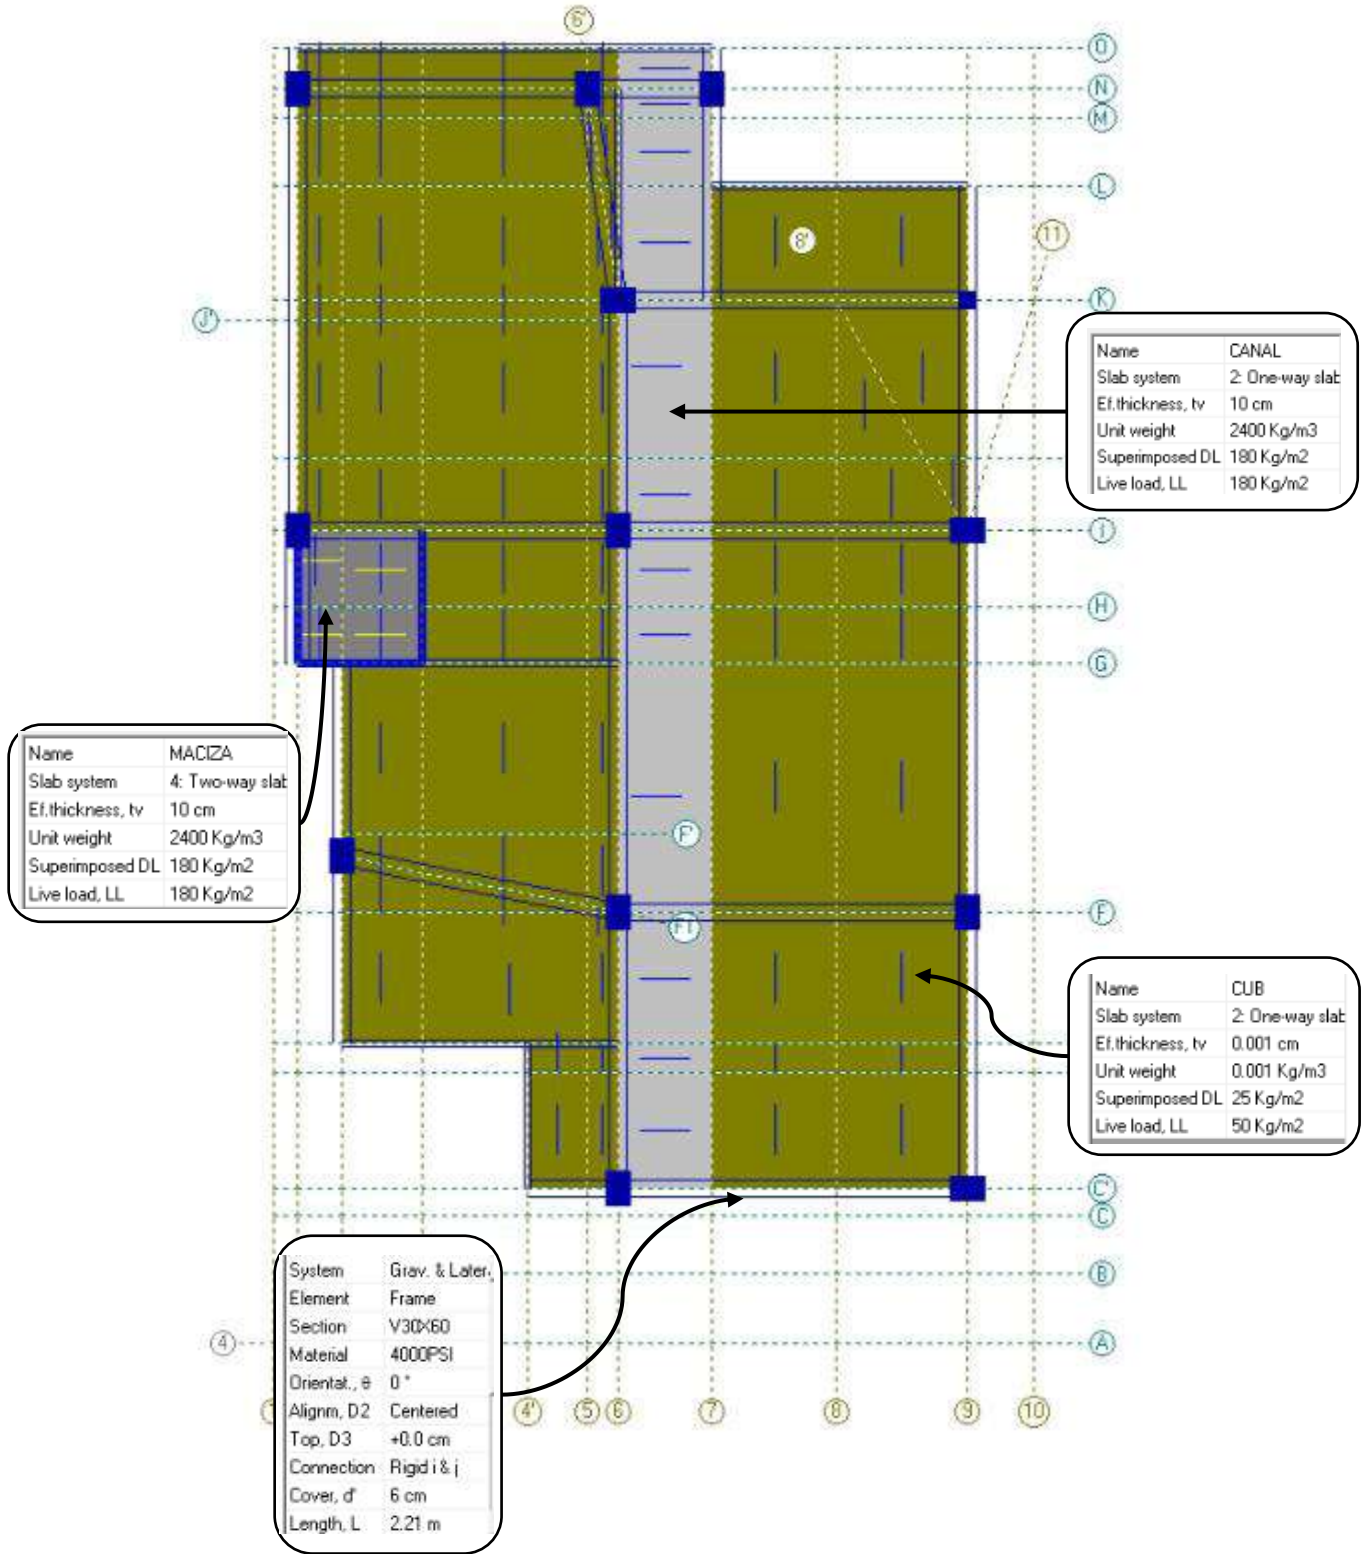 6'
O
N
M
L
8'
11
K
J'
Name CANAL
Slab system 2: One-way slab
Ef.thickness, tv 10 cm
Unit weight 2400 Kg/m3
Superimposed DL 180 Kg/m2
Live load, LL 180 Kg/m2
I
H
G
Name MACIZA
Slab system 4: Two-way slab
Ef.thickness, tv 10 cm
Unit weight 2400 Kg/m3
Superimposed DL 180 Kg/m2
Live load, LL 180 Kg/m2
F'
F
F1
Name CUB
Slab system 2: One-way slab
Ef.thickness, tv 0.001 cm
Unit weight 0.001 Kg/m3
Superimposed DL 25 Kg/m2
Live load, LL 50 Kg/m2
C'
C
B
A
4
System Grav. & Later.
Element Frame
Section V30X60
Material 4000PSI
Orientat., θ 0 °
Alignm, D2 Centered
Top, D3 +0.0 cm
Connection Rigid i & j
Cover, d' 6 cm
Length, L 2.21 m
4' 5 6 7 8 9 10